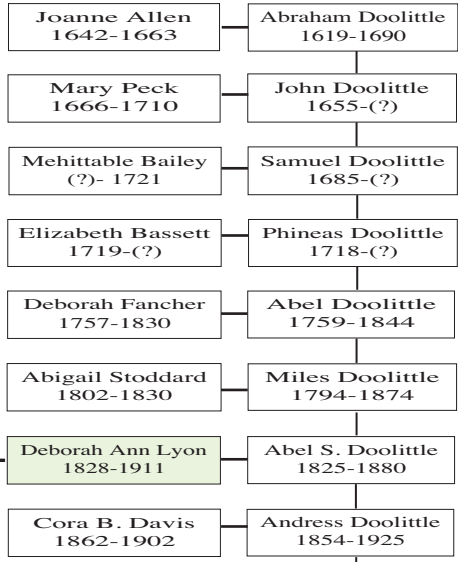 Joanne Allen
1642-1663
Abraham Doolittle
1619-1690
Mary Peck
1666-1710
John Doolittle
1655-(?)
Mehittable Bailey
(?)- 1721
Samuel Doolittle
1685-(?)
Elizabeth Bassett
1719-(?)
Phineas Doolittle
1718-(?)
Deborah Fancher
1757-1830
Abel Doolittle
1759-1844
Abigail Stoddard
1802-1830
Miles Doolittle
1794-1874
Deborah Ann Lyon
1828-1911
Abel S. Doolittle
1825-1880
Cora B. Davis
1862-1902
Andress Doolittle
1854-1925